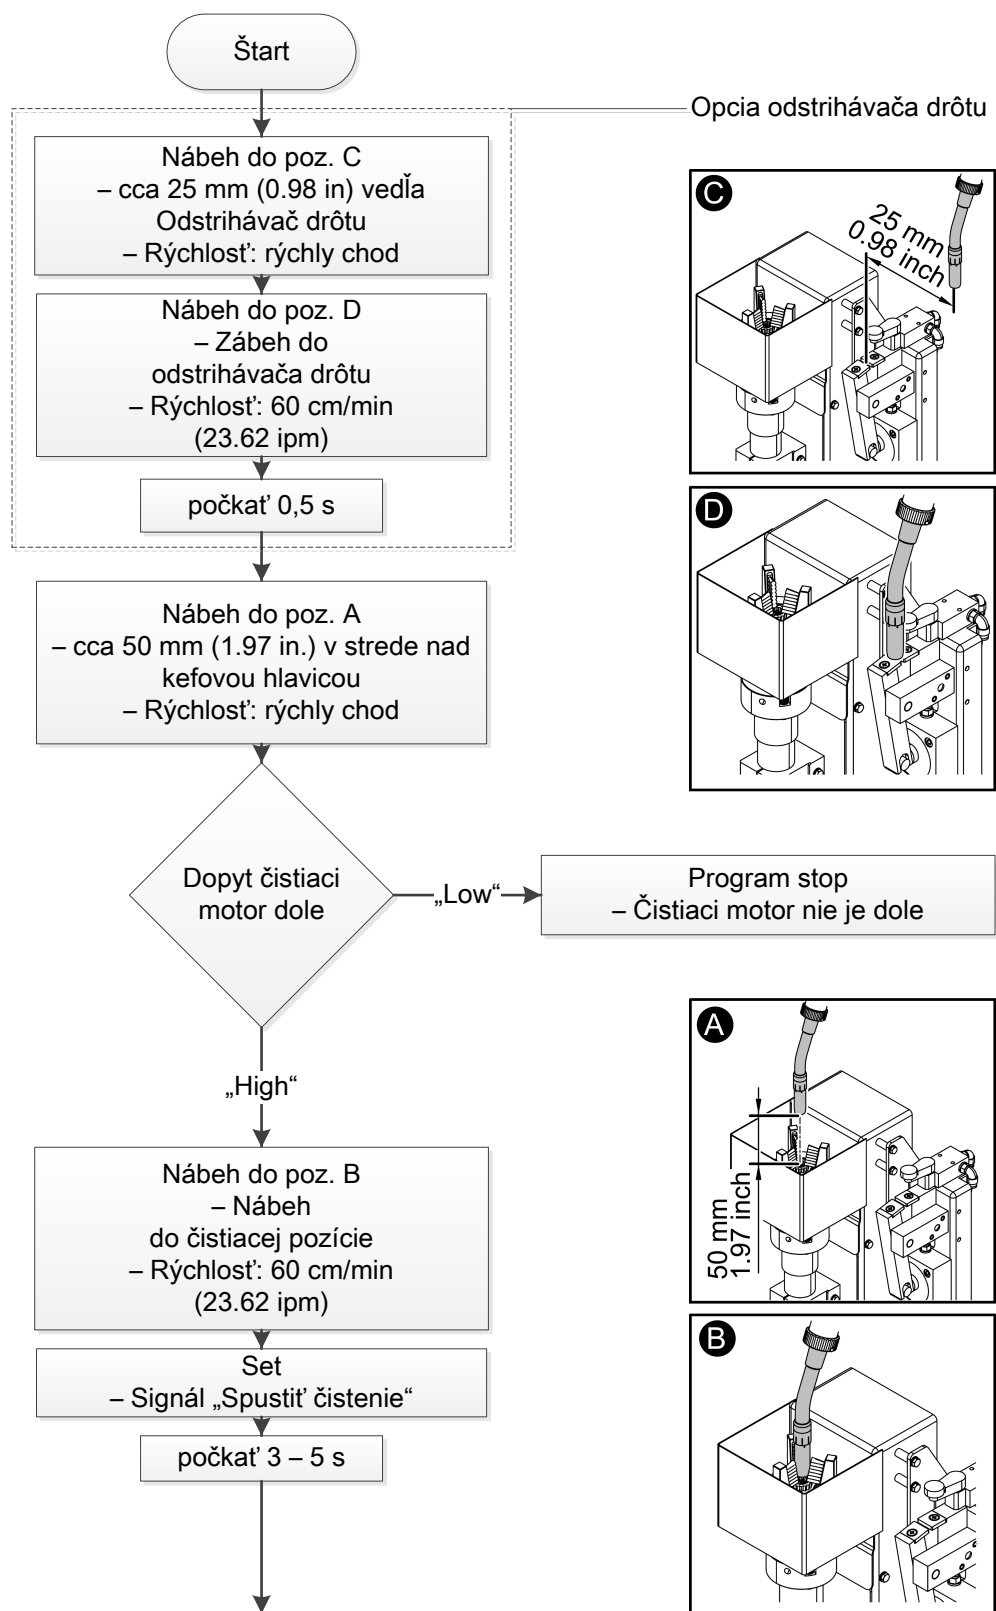 Štart
Opcia odstrihávača drôtu
Nábeh do poz. C
– cca 25 mm (0.98 in) vedľa
Odstrihávač drôtu
– Rýchlosť: rýchly chod
Nábeh do poz. D
– Zábeh do
odstrihávača drôtu
– Rýchlosť: 60 cm/min
(23.62 ipm)
počkať 0,5 s
C
25 mm
0.98 inch
D
Nábeh do poz. A
– cca 50 mm (1.97 in.) v strede nad
kefovou hlavicou
– Rýchlosť: rýchly chod
Dopyt čistiaci
motor dole
„Low“
Program stop
– Čistiaci motor nie je dole
„High“
A
50 mm
1.97 inch
Nábeh do poz. B
– Nábeh
do čistiacej pozície
– Rýchlosť: 60 cm/min
(23.62 ipm)
Set
– Signál „Spustiť čistenie“
počkať 3 – 5 s
B